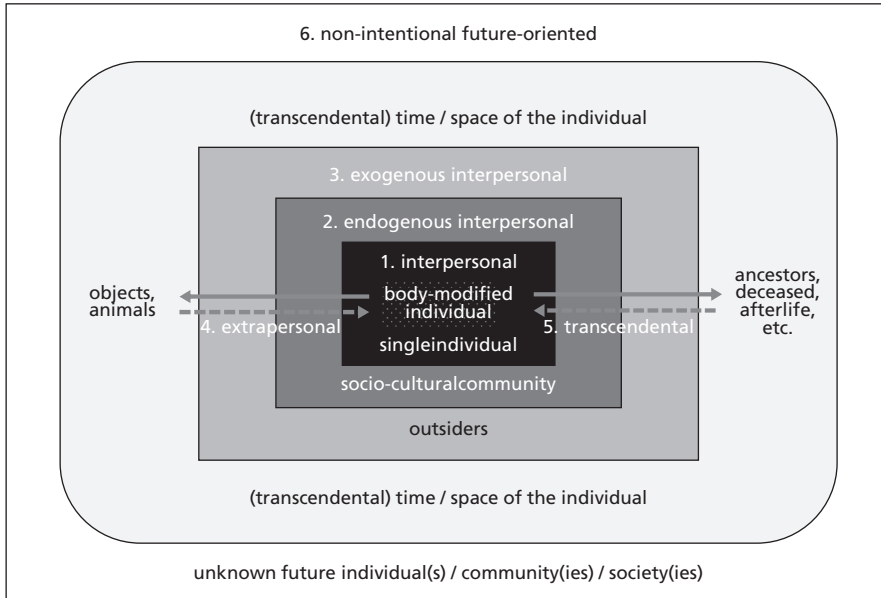 6. non-intentional future-oriented
(transcendental) time / space of the individual
3. exogenous interpersonal
2. endogenous interpersonal
1. interpersonal
body-modified
individual
objects,
animals
ancestors,
deceased,
afterlife,
etc.
4. extrapersonal
5. transcendental
singleindividual
socio-culturalcommunity
outsiders
(transcendental) time / space of the individual
unknown future individual(s) / community(ies) / society(ies)